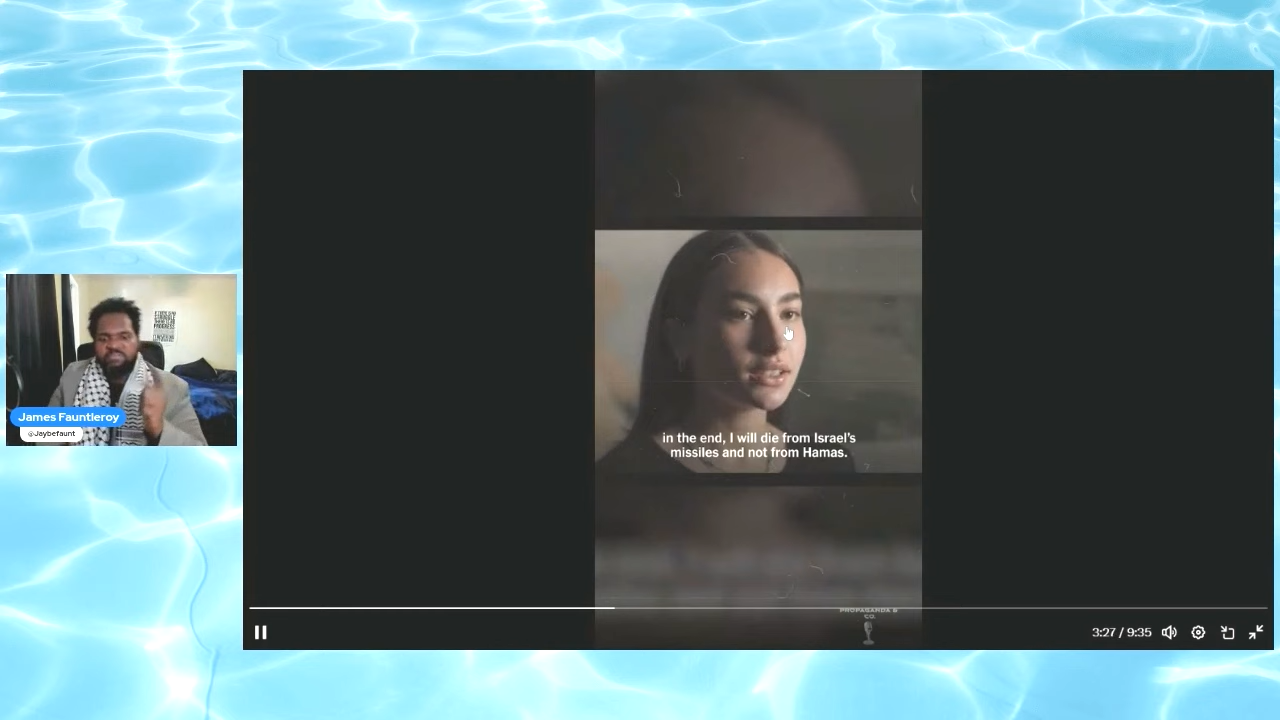 James Fauntleroy
@Jaybefaunt
in the end, I will die from Israel's
missiles and not from Hamas.
PROPAGANDA &
CO
3:27 / 9:35